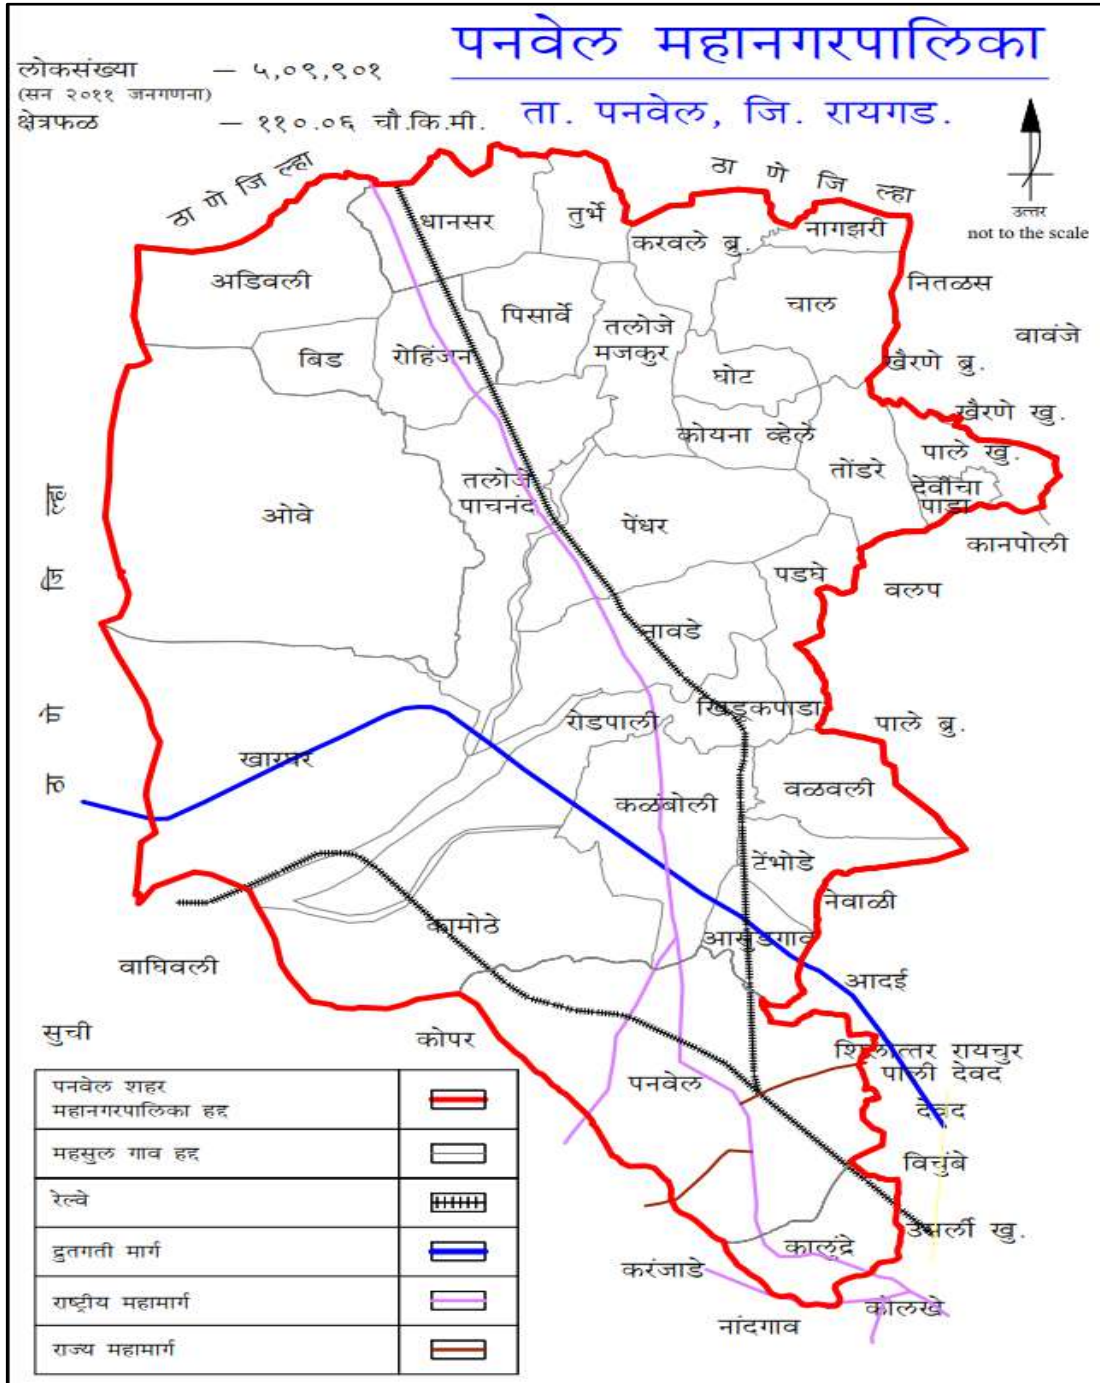 पनवेल महानगरपालिका
लोकसंख्या – ५,०९,९०१
(सन २०११ जनगणना)
क्षेत्रफळ – ११०.०६ चौ.कि.मी.
ता. पनवेल, जि. रायगड.
ठा णे जि ल्हा
ठा णे जि ल्हा
उत्तर
not to the scale
धानसर
तुर्भे
करवले ब्रु.
नागझरी
अडिवली
पिसार्वे
चाल
नितळस
बिड
रोहिंजन
तलोजे
मजकुर
घोट
वावंजे
खैरणे ब्रु.
खैरणे खु.
कोयना व्हेले
तोंडरे
पाले खु.
देवीचा
पाडा
कानपोली
ओवे
तलोजे
पाचनंद
पेंधर
पडघे
वलप
ठा णे जि ल्हा
नावडे
रोडपाली
खिडकपाडा
पाले ब्रु.
खारघर
कळंबोली
वळवली
टेंभोडे
नेवाळी
कामोठे
आसुडगाव
वाघिवली
आदई
कोपर
शिलोत्तर रायचुर
पाली देवद
पनवेल
देवद
विचुंबे
उसर्ली खु.
कालुंद्रे
करंजाडे
कोलखे
नांदगाव
सुची
पनवेल शहर
महानगरपालिका हद्द
महसुल गाव हद्द
रेल्वे
द्रुतगती मार्ग
राष्ट्रीय महामार्ग
राज्य महामार्ग